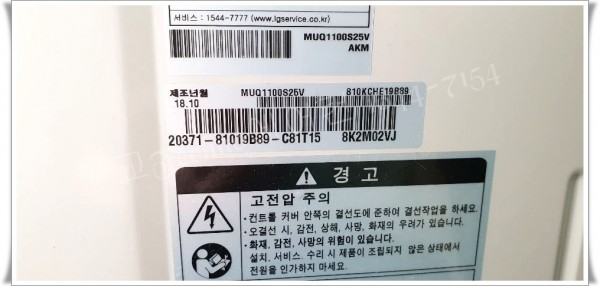 서비스 : 1544-7777 (www.lgservice.co.kr)
MUQ1100S25V
AKM
제조년월 MUQ1100S25V 810KCHE19B89
18.10
20371-81019B89-C81T15 8K2M02VJ
경 고
고전압 주의
·컨트롤 커버 안쪽의 결선도에 준하여 결선작업을 하세요.
·오결선 시, 감전, 상해, 사망, 화재의 우려가 있습니다.
·화재, 감전, 사망의 위험이 있습니다.
설치, 서비스, 수리 시 제품이 조립되지 않은 상태에서
전원을 인가하지 마세요.